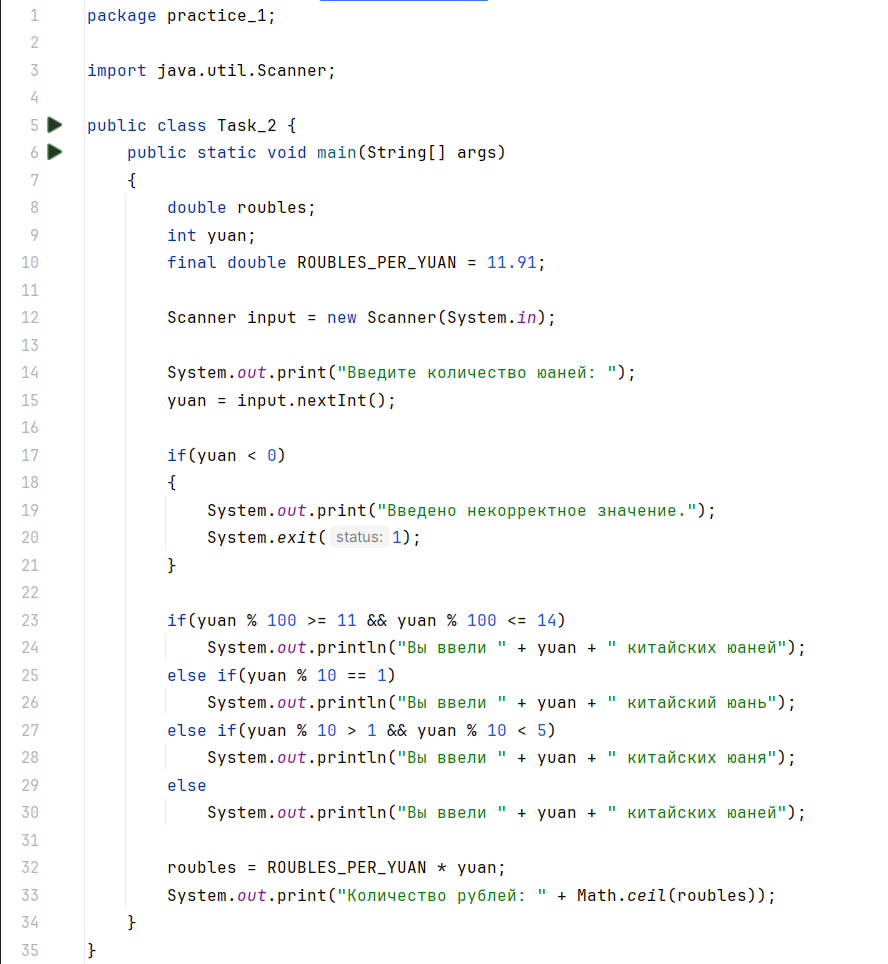 1 package practice_1;
2
3 import java.util.Scanner;
4
5 public class Task_2 {
6 public static void main(String[] args)
7 {
8 double roubles;
9 int yuan;
10 final double ROUBLES_PER_YUAN = 11.91;
11
12 Scanner input = new Scanner(System.in);
13
14 System.out.print("Введите количество юаней: ");
15 yuan = input.nextInt();
16
17 if(yuan < 0)
18 {
19 System.out.print("Введено некорректное значение.");
20 System.exit( status: 1);
21 }
22
23 if(yuan % 100 >= 11 && yuan % 100 <= 14)
24 System.out.println("Вы ввели " + yuan + " китайских юаней");
25 else if(yuan % 10 == 1)
26 System.out.println("Вы ввели " + yuan + " китайский юань");
27 else if(yuan % 10 > 1 && yuan % 10 < 5)
28 System.out.println("Вы ввели " + yuan + " китайских юаня");
29 else
30 System.out.println("Вы ввели " + yuan + " китайских юаней");
31
32 roubles = ROUBLES_PER_YUAN * yuan;
33 System.out.print("Количество рублей: " + Math.ceil(roubles));
34 }
35 }